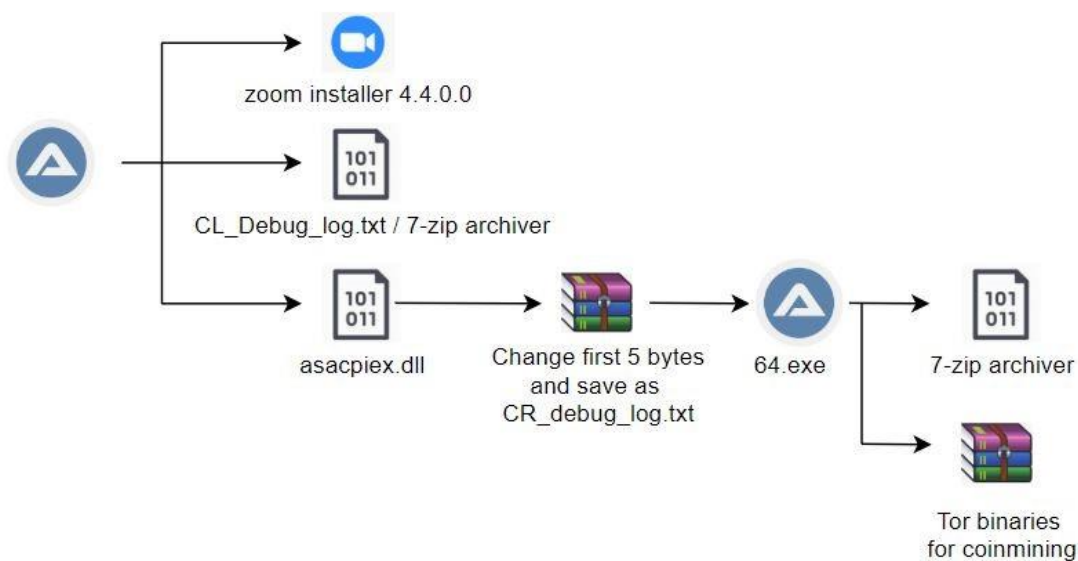 zoom installer 4.4.0.0
101
011
CL_Debug_log.txt / 7-zip archiver
101
011
asacpiex.dll
Change first 5 bytes
and save as
CR_debug_log.txt
64.exe
101
011
7-zip archiver
Tor binaries
for coinmining